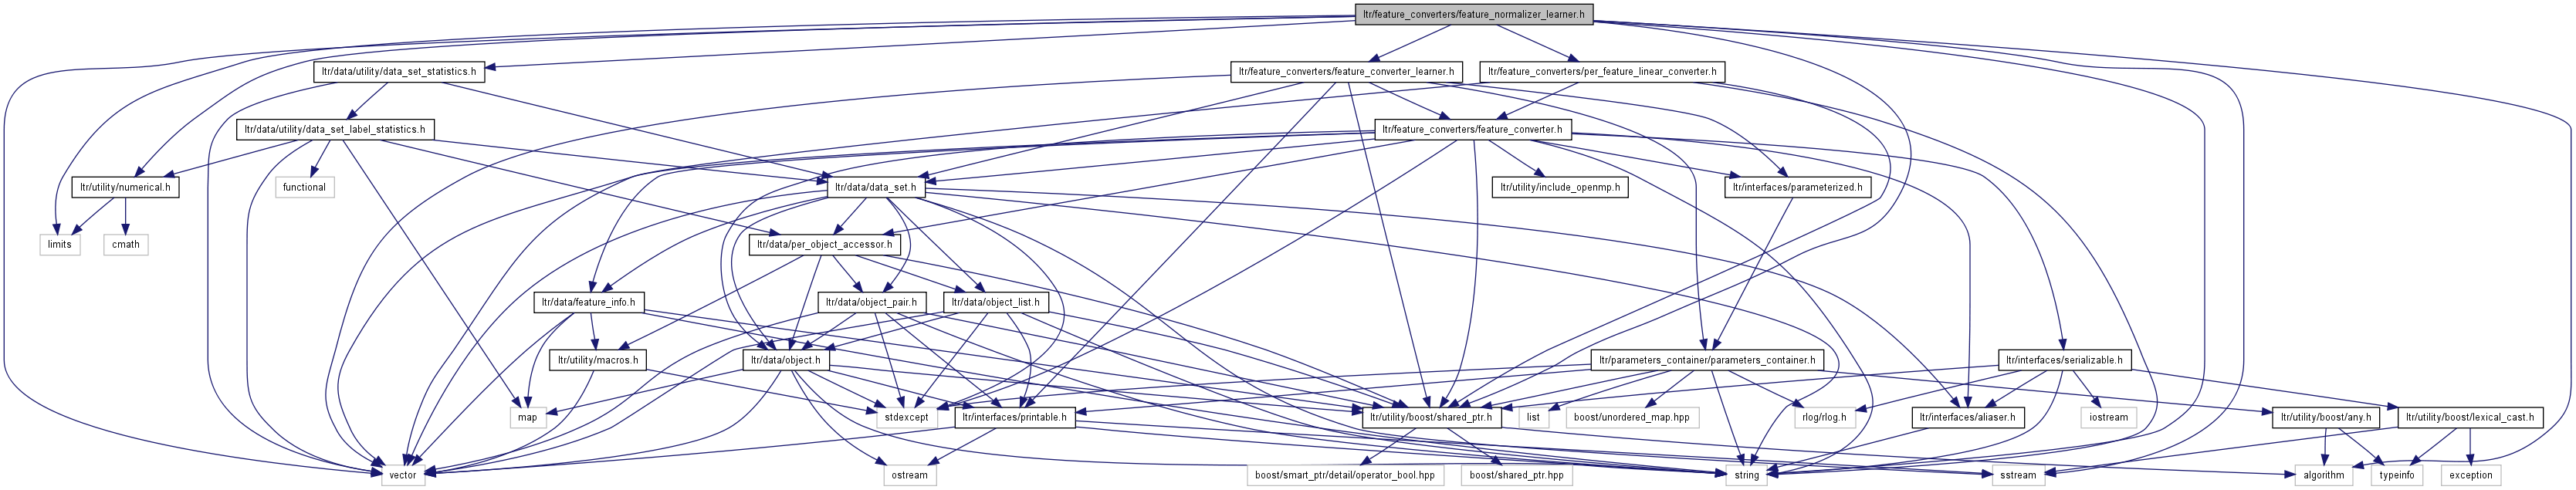 ltr/feature_converters/feature_normalizer_learner.h
ltr/data/utility/data_set_statistics.h
ltr/feature_converters/feature_converter_learner.h
ltr/feature_converters/per_feature_linear_converter.h
ltr/data/utility/data_set_label_statistics.h
ltr/feature_converters/feature_converter.h
ltr/utility/numerical.h
functional
ltr/data/data_set.h
ltr/utility/include_openmp.h
ltr/interfaces/parameterized.h
limits
cmath
ltr/data/per_object_accessor.h
ltr/data/feature_info.h
ltr/data/object_pair.h
ltr/data/object_list.h
ltr/utility/macros.h
ltr/data/object.h
ltr/parameters_container/parameters_container.h
ltr/interfaces/serializable.h
map
stdexcept
ltr/interfaces/printable.h
ltr/utility/boost/shared_ptr.h
list
boost/unordered_map.hpp
rlog/rlog.h
ltr/interfaces/aliaser.h
iostream
ltr/utility/boost/any.h
ltr/utility/boost/lexical_cast.h
vector
ostream
boost/smart_ptr/detail/operator_bool.hpp
boost/shared_ptr.hpp
string
sstream
algorithm
typeinfo
exception